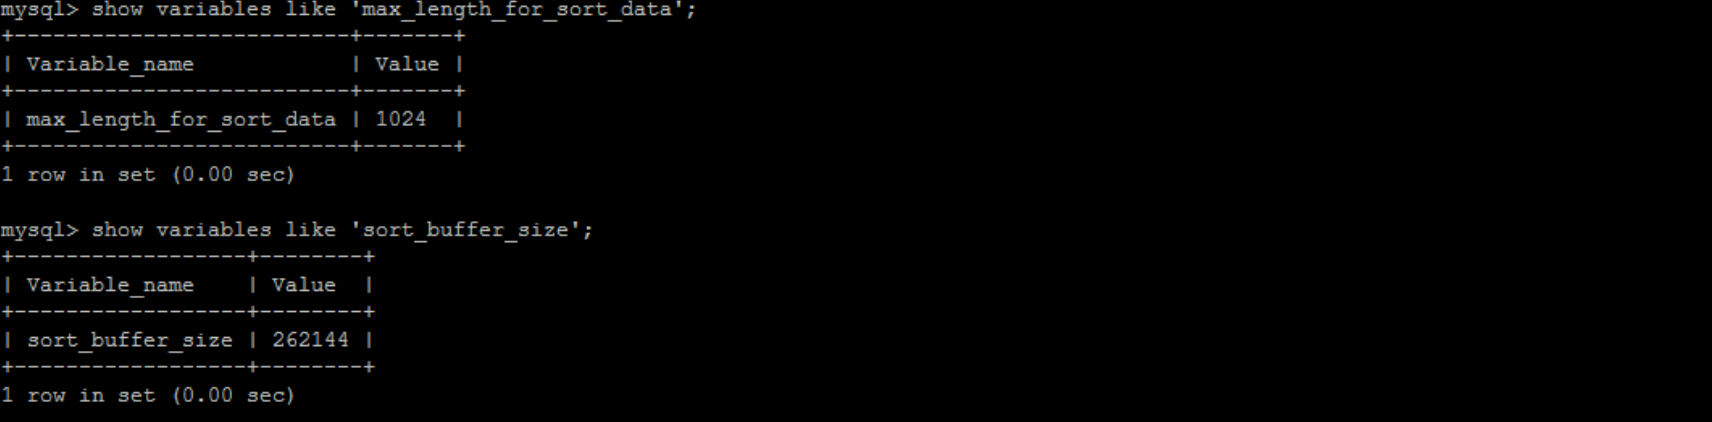 mysql> show variables like 'max_length_for_sort_data';
+--------------------------+-------+
| Variable_name            | Value |
+--------------------------+-------+
| max_length_for_sort_data | 1024  |
+--------------------------+-------+
1 row in set (0.00 sec)

mysql> show variables like 'sort_buffer_size';
+------------------+--------+
| Variable_name    | Value  |
+------------------+--------+
| sort_buffer_size | 262144 |
+------------------+--------+
1 row in set (0.00 sec)